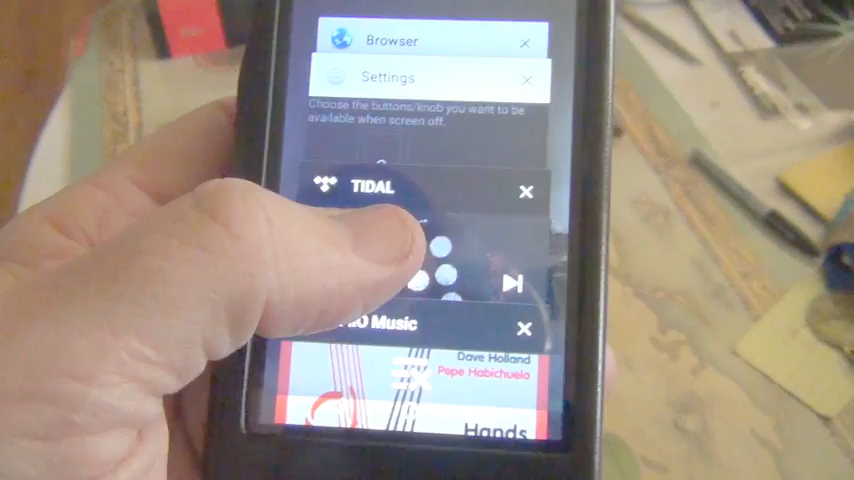 Browser
Settings
Choose the buttons/knob you want to be
available when screen off.
TIDAL
Music
Dave Holland
Pepe Habichuela
Hands